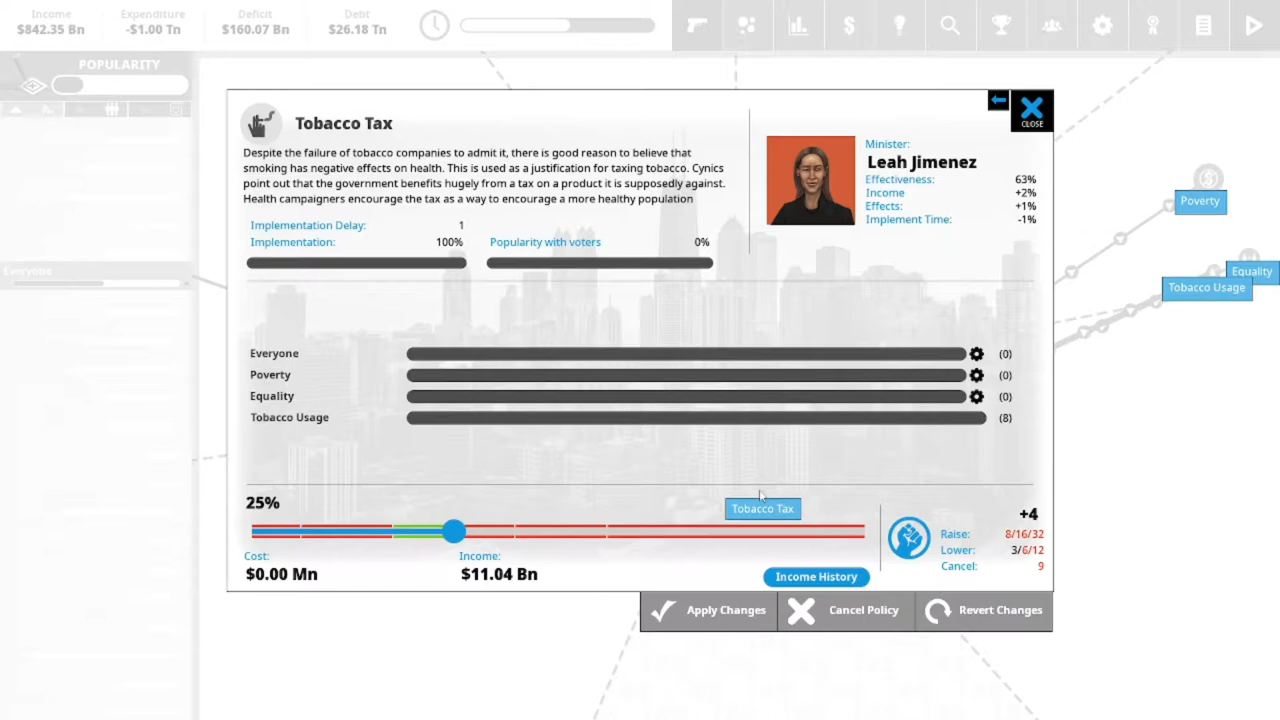 Income
$842.35 Bn
Expenditure
-$1.00 Tn
Deficit
$160.07 Bn
Debt
$26.18 Tn
POPULARITY
Everyone
Tobacco Tax
Despite the failure of tobacco companies to admit it, there is good reason to believe that
smoking has negative effects on health. This is used as a justification for taxing tobacco. Cynics
point out that the government benefits hugely from a tax on a product it is supposedly against.
Health campaigners encourage the tax as a way to encourage a more healthy population
Implementation Delay: 1
Implementation: 100%
Popularity with voters 0%
CLOSE
Minister:
Leah Jimenez
Effectiveness: 63%
Income +2%
Effects: +1%
Implement Time: -1%
Everyone (0)
Poverty (0)
Equality (0)
Tobacco Usage (8)
Poverty
Equality
Tobacco Usage
25%
Tobacco Tax
Cost:
$0.00 Mn
Income:
$11.04 Bn
Income History
+4
Raise: 8/16/32
Lower: 3/6/12
Cancel: 9
Apply Changes
Cancel Policy
Revert Changes